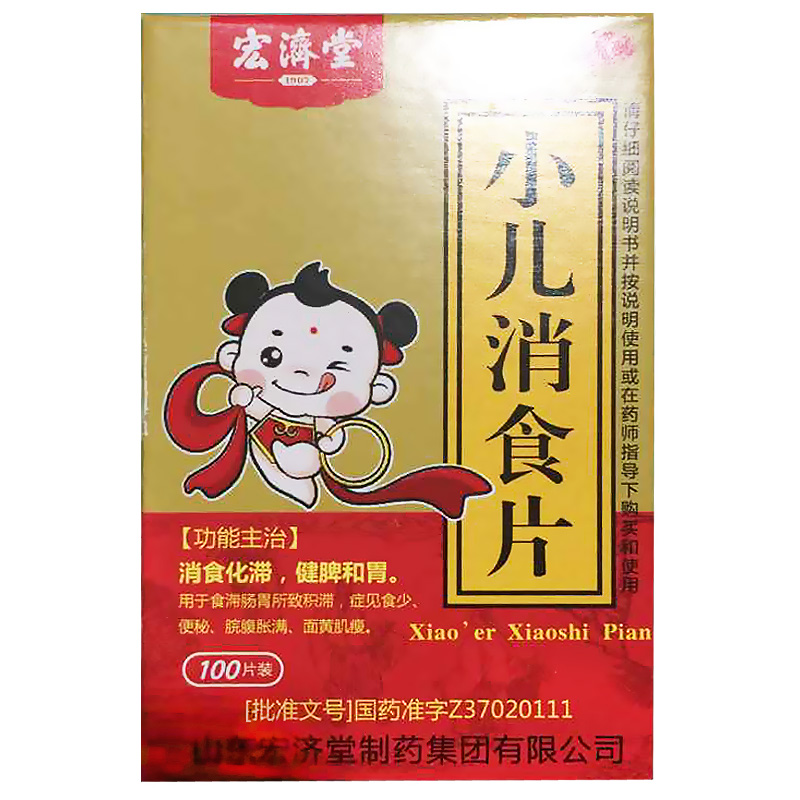 宏濟堂
1907
小儿消食片
请仔细阅读说明书并按说明使用或在药师指导下购买和使用
【功能主治】
消食化滞，健脾和胃。
用于食滞肠胃所致积滞，症见食少、
便秘、脘腹胀满、面黄肌瘦。
Xiao'er Xiaoshi Pian
100片装
[批准文号]国药准字Z37020111
山东宏济堂制药集团有限公司